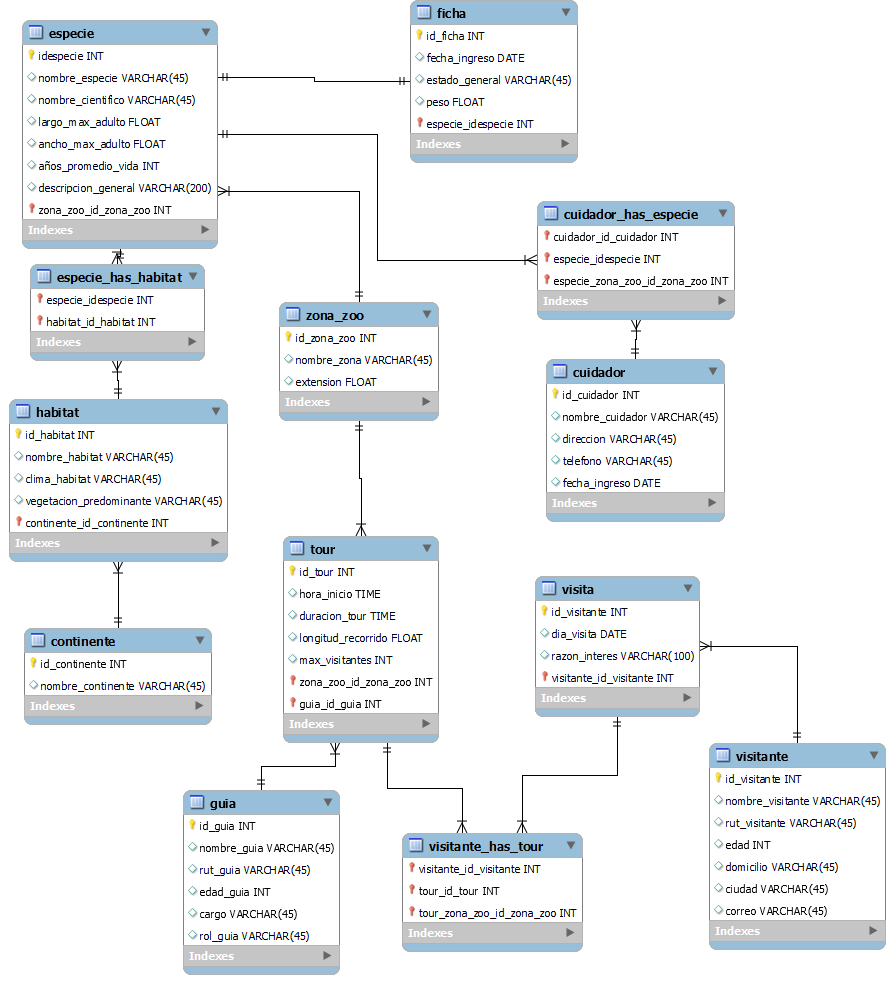 especie
idespecie INT
nombre_especie VARCHAR(45)
nombre_cientifico VARCHAR(45)
largo_max_adulto FLOAT
ancho_max_adulto FLOAT
años_promedio_vida INT
descripcion_general VARCHAR(200)
zona_zoo_id_zona_zoo INT
Indexes
ficha
id_ficha INT
fecha_ingreso DATE
estado_general VARCHAR(45)
peso FLOAT
especie_idespecie INT
Indexes
cuidador_has_especie
cuidador_id_cuidador INT
especie_idespecie INT
especie_zona_zoo_id_zona_zoo INT
Indexes
especie_has_habitat
especie_idespecie INT
habitat_id_habitat INT
Indexes
zona_zoo
id_zona_zoo INT
nombre_zona VARCHAR(45)
extension FLOAT
Indexes
cuidador
id_cuidador INT
nombre_cuidador VARCHAR(45)
direccion VARCHAR(45)
telefono VARCHAR(45)
fecha_ingreso DATE
Indexes
habitat
id_habitat INT
nombre_habitat VARCHAR(45)
clima_habitat VARCHAR(45)
vegetacion_predominante VARCHAR(45)
continente_id_continente INT
Indexes
tour
id_tour INT
hora_inicio TIME
duracion_tour TIME
longitud_recorrido FLOAT
max_visitantes INT
zona_zoo_id_zona_zoo INT
guia_id_guia INT
Indexes
visita
id_visitante INT
dia_visita DATE
razon_interes VARCHAR(100)
visitante_id_visitante INT
Indexes
continente
id_continente INT
nombre_continente VARCHAR(45)
Indexes
visitante
id_visitante INT
nombre_visitante VARCHAR(45)
rut_visitante VARCHAR(45)
edad INT
domicilio VARCHAR(45)
ciudad VARCHAR(45)
correo VARCHAR(45)
Indexes
guia
id_guia INT
nombre_guia VARCHAR(45)
rut_guia VARCHAR(45)
edad_guia INT
cargo VARCHAR(45)
rol_guia VARCHAR(45)
Indexes
visitante_has_tour
visitante_id_visitante INT
tour_id_tour INT
tour_zona_zoo_id_zona_zoo INT
Indexes